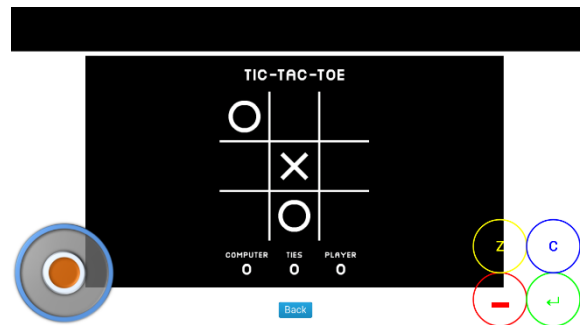 TIC-TAC-TOE
O
X
O
COMPUTER TIES PLAYER
0 0 0
Z C
Back